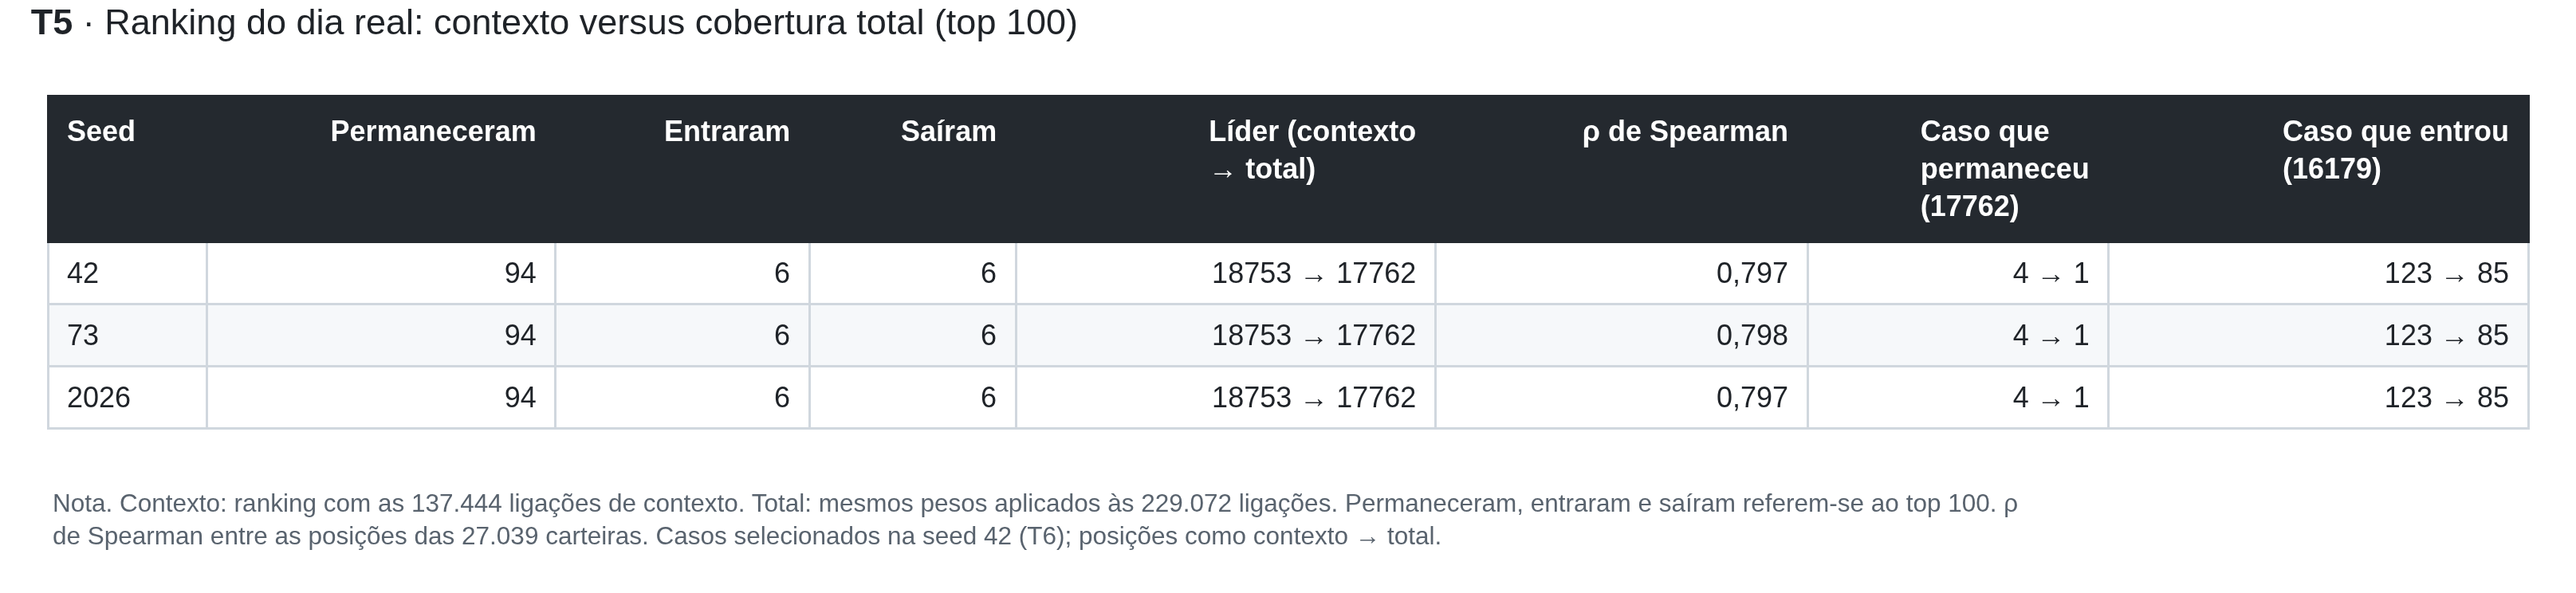 T5 · Ranking do dia real: contexto versus cobertura total (top 100)
Seed Permaneceram Entraram Saíram Líder (contexto → total) ρ de Spearman Caso que permaneceu (17762) Caso que entrou (16179)
42 94 6 6 18753 → 17762 0,797 4 → 1 123 → 85
73 94 6 6 18753 → 17762 0,798 4 → 1 123 → 85
2026 94 6 6 18753 → 17762 0,797 4 → 1 123 → 85
Nota. Contexto: ranking com as 137.444 ligações de contexto. Total: mesmos pesos aplicados às 229.072 ligações. Permaneceram, entraram e saíram referem-se ao top 100. ρ
de Spearman entre as posições das 27.039 carteiras. Casos selecionados na seed 42 (T6); posições como contexto → total.